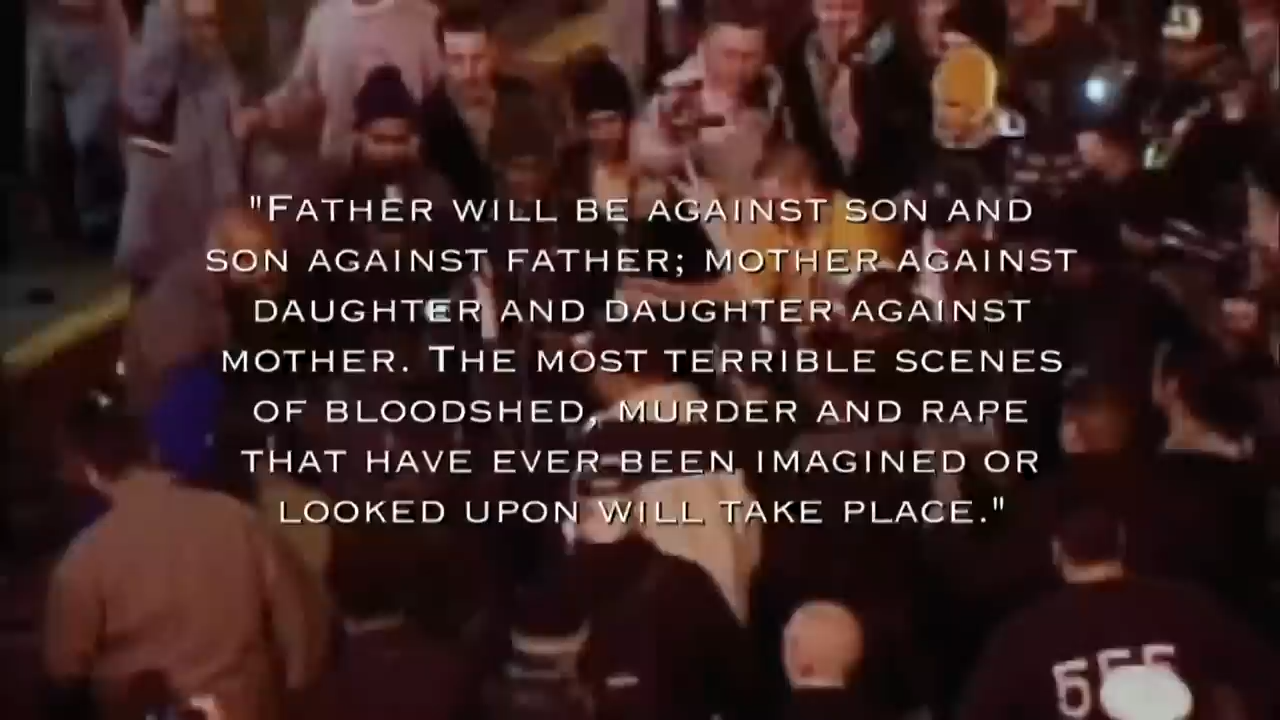 "FATHER WILL BE AGAINST SON AND
SON AGAINST FATHER; MOTHER AGAINST
DAUGHTER AND DAUGHTER AGAINST
MOTHER. THE MOST TERRIBLE SCENES
OF BLOODSHED, MURDER AND RAPE
THAT HAVE EVER BEEN IMAGINED OR
LOOKED UPON WILL TAKE PLACE."